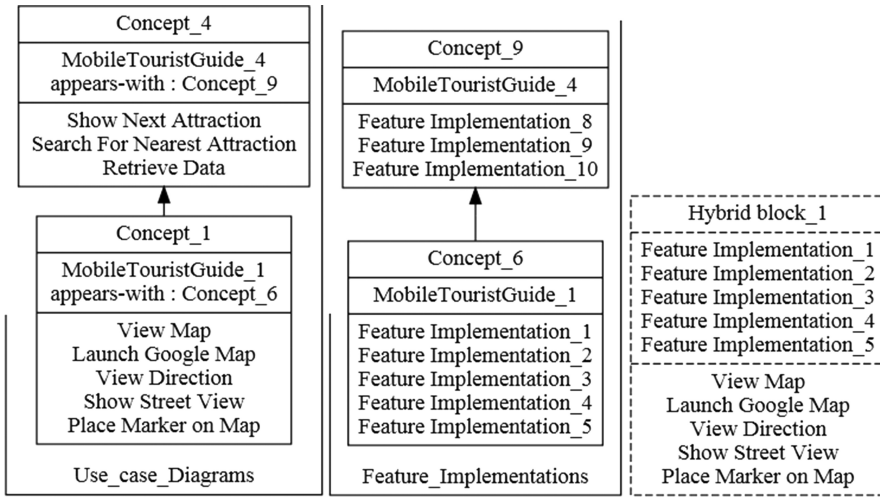 Concept_4
MobileTouristGuide_4
appears-with : Concept_9
Show Next Attraction
Search For Nearest Attraction
Retrieve Data
Concept_1
MobileTouristGuide_1
appears-with : Concept_6
View Map
Launch Google Map
View Direction
Show Street View
Place Marker on Map
Use_case_Diagrams
Concept_9
MobileTouristGuide_4
Feature Implementation_8
Feature Implementation_9
Feature Implementation_10
Concept_6
MobileTouristGuide_1
Feature Implementation_1
Feature Implementation_2
Feature Implementation_3
Feature Implementation_4
Feature Implementation_5
Feature_Implementations
Hybrid block_1
Feature Implementation_1
Feature Implementation_2
Feature Implementation_3
Feature Implementation_4
Feature Implementation_5
View Map
Launch Google Map
View Direction
Show Street View
Place Marker on Map